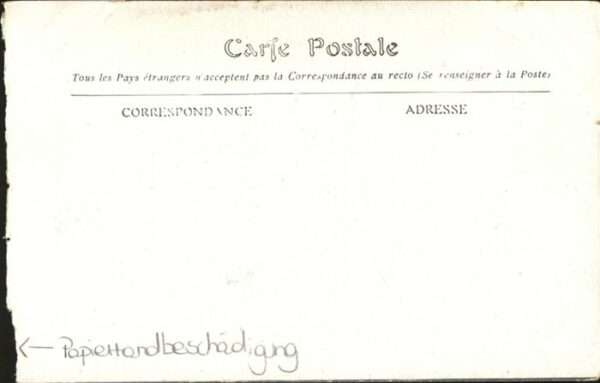 Carte Postale
Tous les Pays étrangers n'acceptent pas la Correspondance au recto (Se renseigner à la Poste)
CORRESPONDANCE
ADRESSE
<— Papierrandbeschädigung